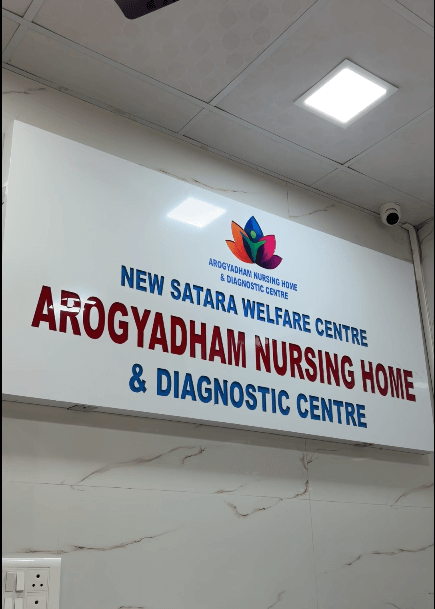 AROGYADHAM NURSING HOME
& DIAGNOSTIC CENTRE
NEW SATARA WELFARE CENTRE
AROGYADHAM NURSING HOME
& DIAGNOSTIC CENTRE